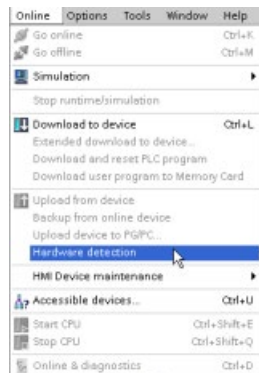 Online Options Tools Window Help
Go online Ctrl+K
Go offline Ctrl+M
Simulation
Stop runtime/simulation
Download to device Ctrl+L
Extended download to device...
Download and reset PLC program
Download user program to Memory Card
Upload from device
Backup from online device
Upload device to PG/PC...
Hardware detection
HMI Device maintenance
Accessible devices... Ctrl+U
Start CPU Ctrl+Shift+E
Stop CPU Ctrl+Shift+Q
Online & diagnostics Ctrl+D